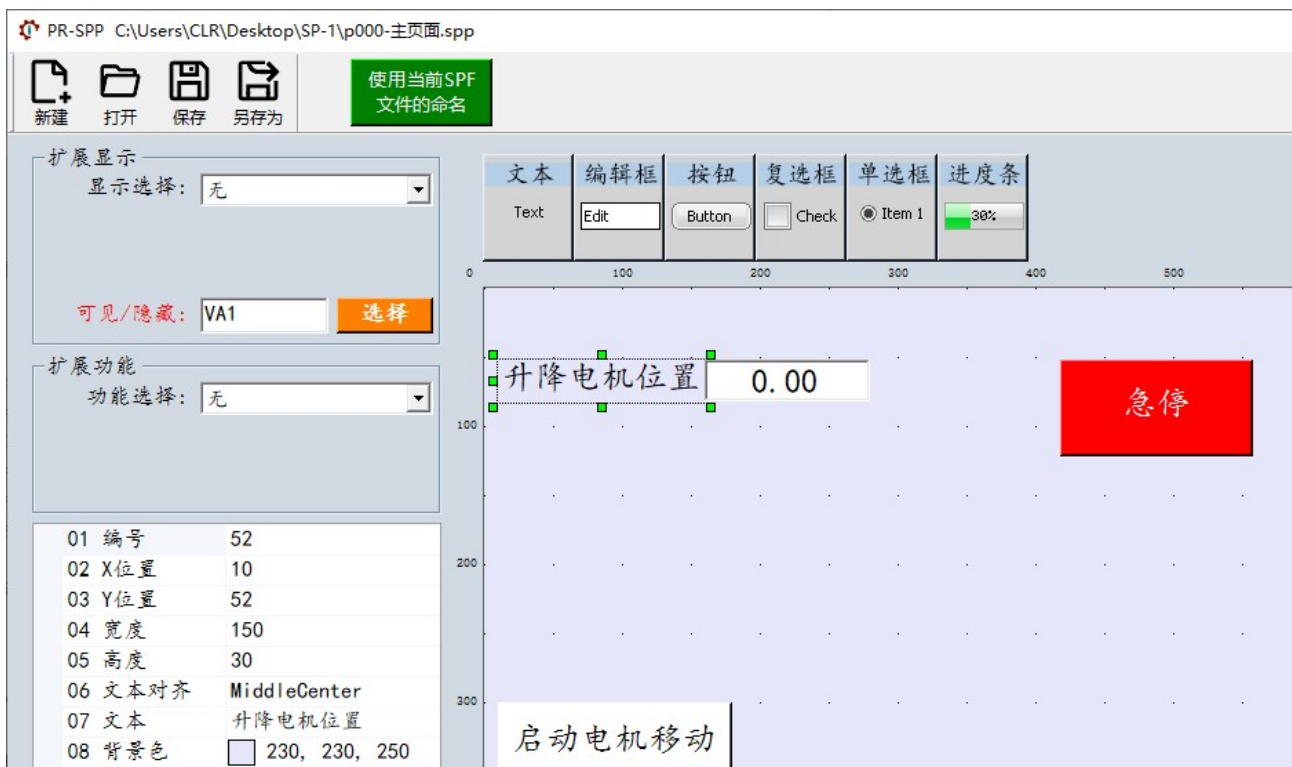 PR-SPP C:\Users\CLR\Desktop\SP-1\p000-主页面.spp
新建 打开 保存 另存为
使用当前SPF
文件的命名
扩展显示
显示选择: 无
可见/隐藏: VA1 选择
扩展功能
功能选择: 无
01 编号 52
02 X位置 10
03 Y位置 52
04 宽度 150
05 高度 30
06 文本对齐 MiddleCenter
07 文本 升降电机位置
08 背景色 230, 230, 250
文本 编辑框 按钮 复选框 单选框 进度条
Text Edit Button Check Item 1 30%
0 100 200 300 400 500
升降电机位置 0.00
急停
100
200
300
启动电机移动